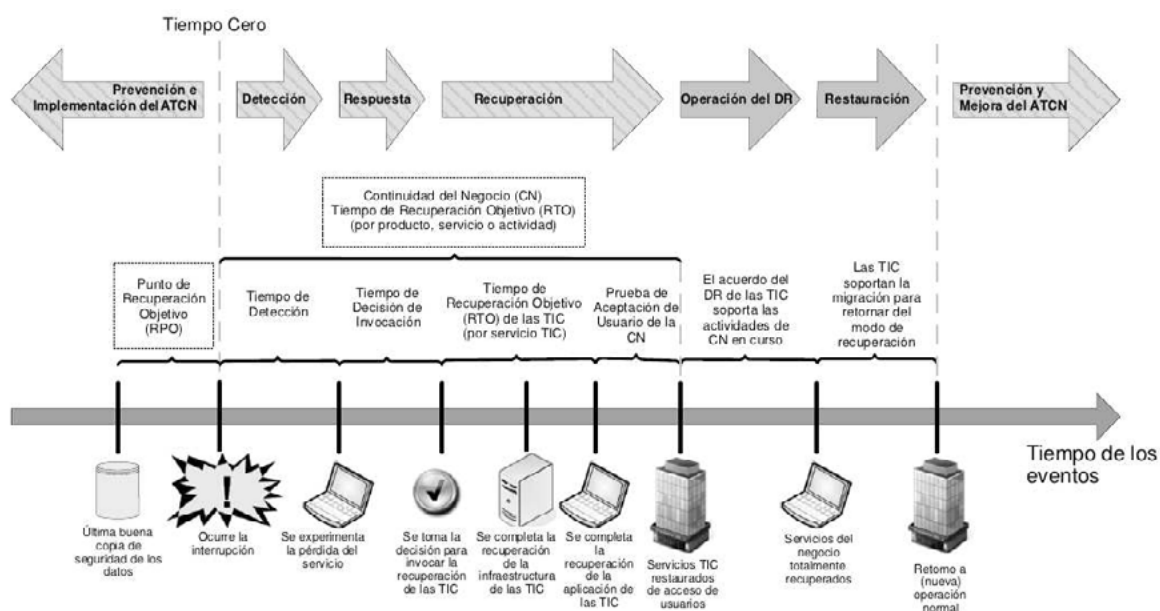 Tiempo Cero
Prevención e
Implementación del ATCN
Detección
Respuesta
Recuperación
Operación del DR
Restauración
Prevención y
Mejora del ATCN
Continuidad del Negocio (CN)
Tiempo de Recuperación Objetivo (RTO)
(por producto, servicio o actividad)
Punto de
Recuperación
Objetivo
(RPO)
Tiempo de
Detección
Tiempo de
Decisión de
Invocación
Tiempo de
Recuperación Objetivo
(RTO) de las TIC
(por servicio TIC)
Prueba de
Aceptación de
Usuario de la
CN
El acuerdo del
DR de las TIC
soporta las
actividades de
CN en curso
Las TIC
soportan la
migración para
retornar del
modo de
recuperación
Tiempo de los
eventos
!
Última buena
copia de
seguridad de los
datos
Ocurre la
interrupción
Se experimenta
la pérdida del
servicio
Se toma la
decisión para
invocar la
recuperación
de las TIC
Se completa la
recuperación
de la
infraestructura
de las TIC
Se completa
la
recuperación
de la
aplicación de
las TIC
Servicios TIC
restaurados
de acceso de
usuarios
Servicios del
negocio
totalmente
recuperados
Retorno a
(nueva)
operación
normal